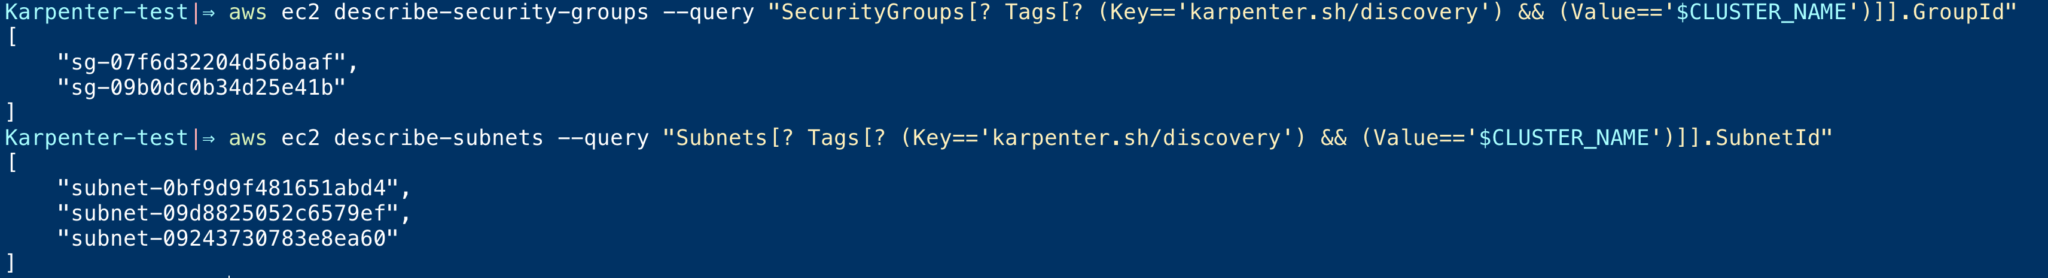 Karpenter-test|⇒ aws ec2 describe-security-groups --query "SecurityGroups[? Tags[? (Key=='karpenter.sh/discovery') && (Value=='$CLUSTER_NAME')]].GroupId"
[
    "sg-07f6d32204d56baaf",
    "sg-09b0dc0b34d25e41b"
]
Karpenter-test|⇒ aws ec2 describe-subnets --query "Subnets[? Tags[? (Key=='karpenter.sh/discovery') && (Value=='$CLUSTER_NAME')]].SubnetId"
[
    "subnet-0bf9d9f481651abd4",
    "subnet-09d8825052c6579ef",
    "subnet-09243730783e8ea60"
]